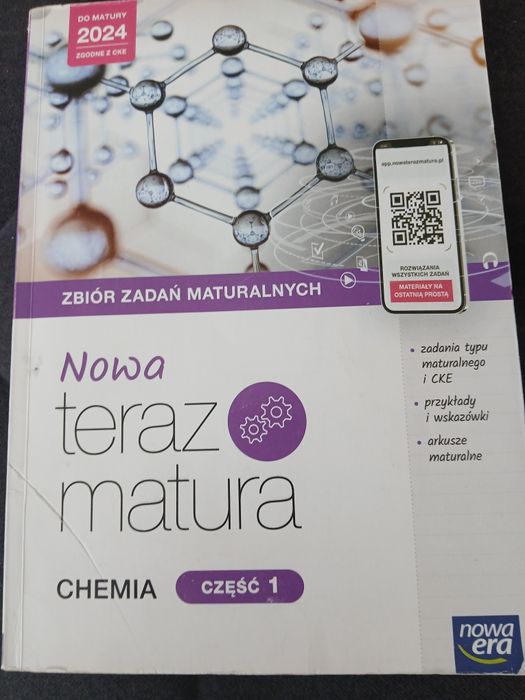 DO MATURY
2024
ZGODNE Z CKE
app.nowaterazmatura.pl
ROZWIĄZANIA
WSZYSTKICH ZADAŃ
MATERIAŁY NA
OSTATNIĄ PROSTĄ
ZBIÓR ZADAŃ MATURALNYCH
Nowa
teraz
matura
• zadania typu
maturalnego
i CKE
• przykłady
i wskazówki
• arkusze
maturalne
CHEMIA CZĘŚĆ 1
nowa
era